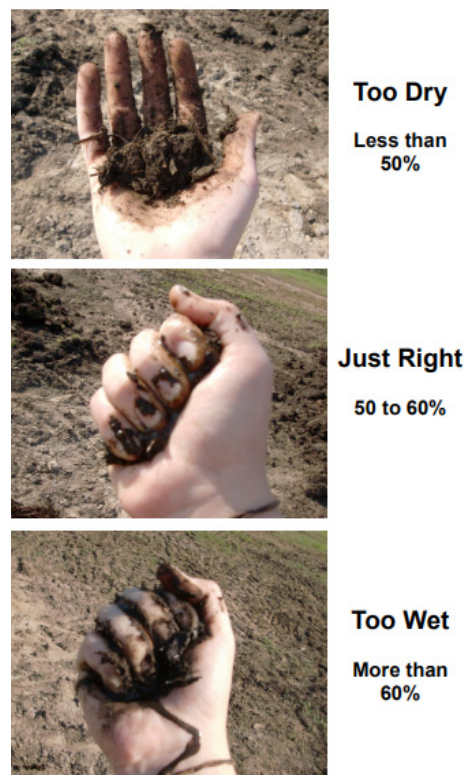 Too Dry
Less than
50%
Just Right
50 to 60%
Too Wet
More than
60%